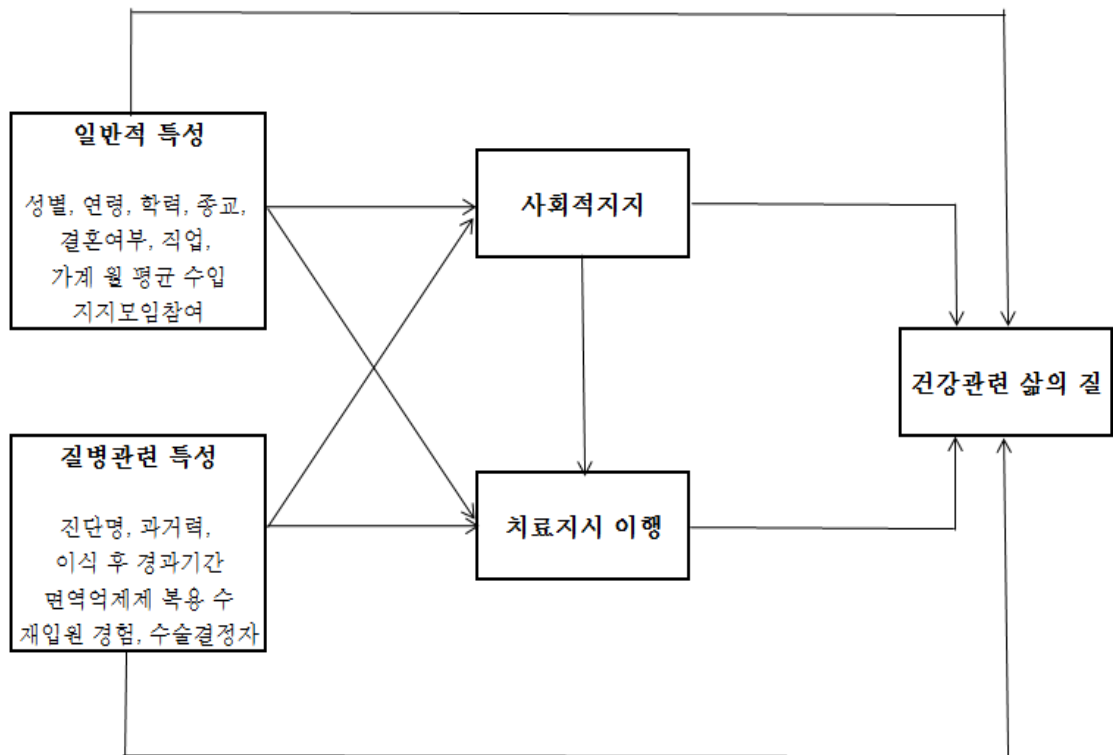 일반적 특성
성별, 연령, 학력, 종교,
결혼여부, 직업,
가계 월 평균 수입
지지모임참여
사회적지지
건강관련 삶의 질
질병관련 특성
진단명, 과거력,
이식 후 경과기간
면역억제제 복용 수
재입원 경험, 수술결정자
치료지시 이행